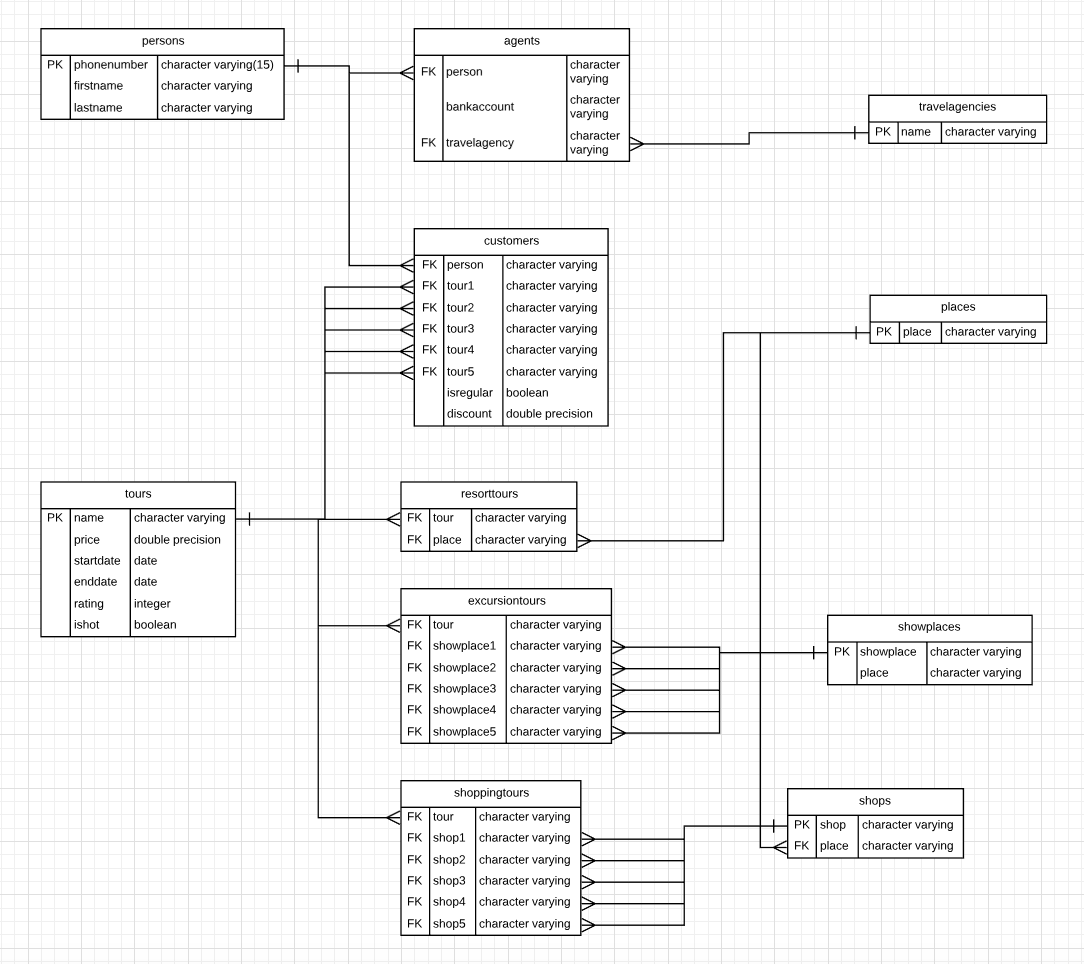 persons
PK phonenumber character varying(15)
firstname character varying
lastname character varying
agents
FK person character
varying
bankaccount character
varying
FK travelagency character
varying
travelagencies
PK name character varying
customers
FK person character varying
FK tour1 character varying
FK tour2 character varying
FK tour3 character varying
FK tour4 character varying
FK tour5 character varying
isregular boolean
discount double precision
places
PK place character varying
tours
PK name character varying
price double precision
startdate date
enddate date
rating integer
ishot boolean
resorttours
FK tour character varying
FK place character varying
excursiontours
FK tour character varying
FK showplace1 character varying
FK showplace2 character varying
FK showplace3 character varying
FK showplace4 character varying
FK showplace5 character varying
showplaces
PK showplace character varying
place character varying
shoppingtours
FK tour character varying
FK shop1 character varying
FK shop2 character varying
FK shop3 character varying
FK shop4 character varying
FK shop5 character varying
shops
PK shop character varying
FK place character varying